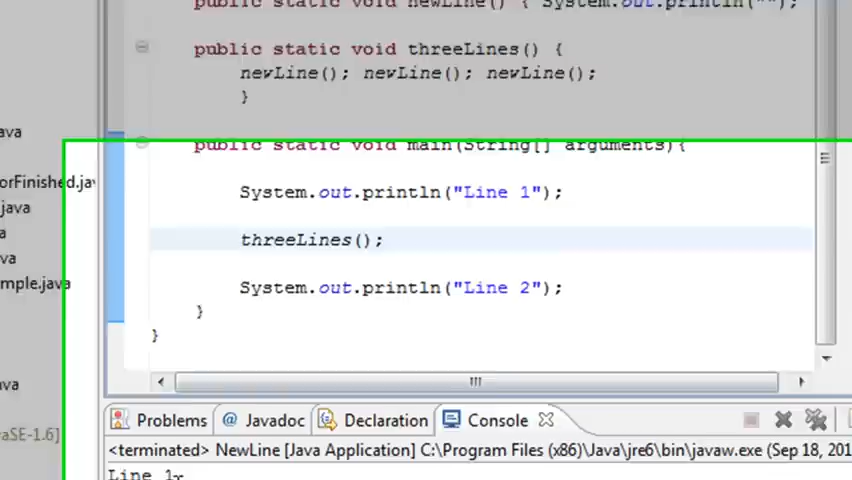 public static void newLine() { System.out.println("");
public static void threeLines() {
newLine(); newLine(); newLine();
}
ava
public static void main(String[] arguments){
orFinished.jav
System.out.println("Line 1");
java
a
threeLines();
va
mple.java
System.out.println("Line 2");
}
}
ava
Problems @ Javadoc Declaration Console
vaSE-1.6]
<terminated> NewLine [Java Application] C:\Program Files (x86)\Java\jre6\bin\javaw.exe (Sep 18, 201
Line 1